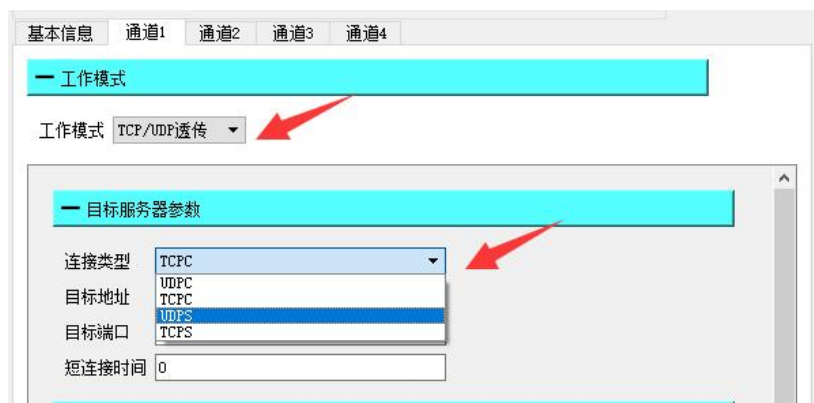 基本信息 通道1 通道2 通道3 通道4
工作模式
工作模式 TCP/UDP透传
目标服务器参数
连接类型 TCPC
UDPC
目标地址 TCPC
UDPS
目标端口 TCPS
短连接时间 0